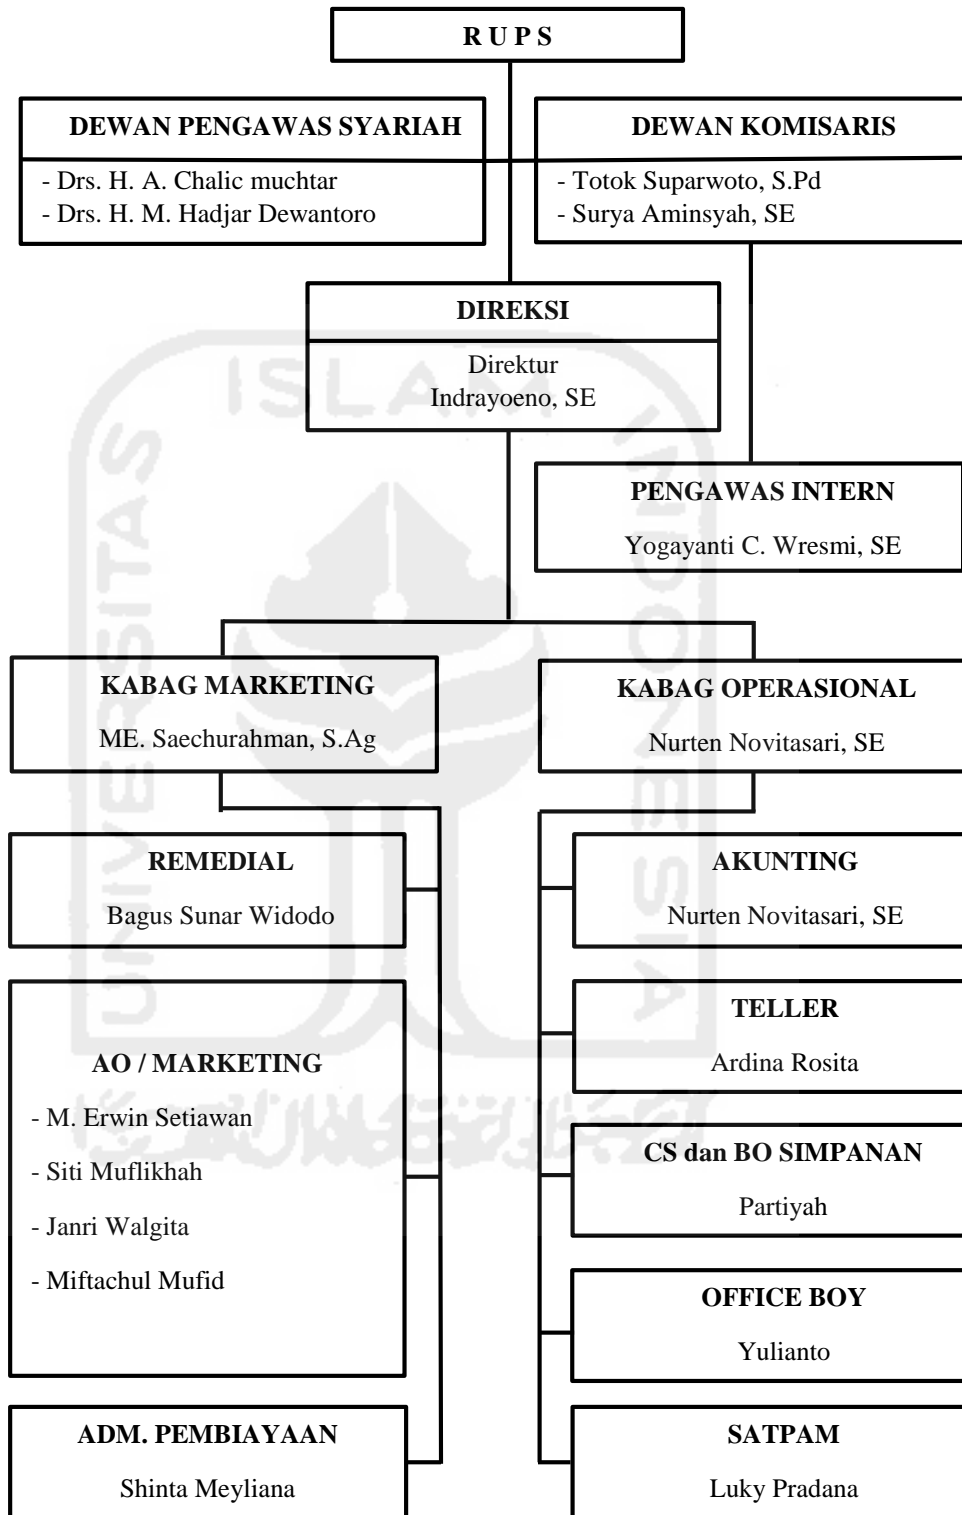 R U P S
DEWAN PENGAWAS SYARIAH
- Drs. H. A. Chalic muchtar
- Drs. H. M. Hadjar Dewantoro
DEWAN KOMISARIS
- Totok Suparwoto, S.Pd
- Surya Aminsyah, SE
DIREKSI
Direktur
Indrayoeno, SE
PENGAWAS INTERN
Yogayanti C. Wresmi, SE
KABAG MARKETING
ME. Saechurahman, S.Ag
KABAG OPERASIONAL
Nurten Novitasari, SE
REMEDIAL
Bagus Sunar Widodo
AO / MARKETING
- M. Erwin Setiawan
- Siti Muflikhah
- Janri Walgita
- Miftachul Mufid
ADM. PEMBIAYAAN
Shinta Meyliana
AKUNTING
Nurten Novitasari, SE
TELLER
Ardina Rosita
CS dan BO SIMPANAN
Partiyah
OFFICE BOY
Yulianto
SATPAM
Luky Pradana
UNIVERSITAS
ISLAM
INDONESIA